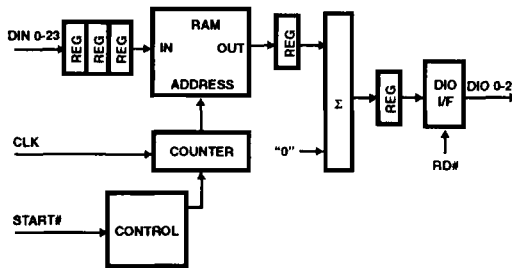 DIN 0-23
REG
REG
REG
IN
RAM
OUT
ADDRESS
REG
Σ
"0"
REG
DIO
I/F
DIO 0-2
RD#
CLK
COUNTER
START#
CONTROL